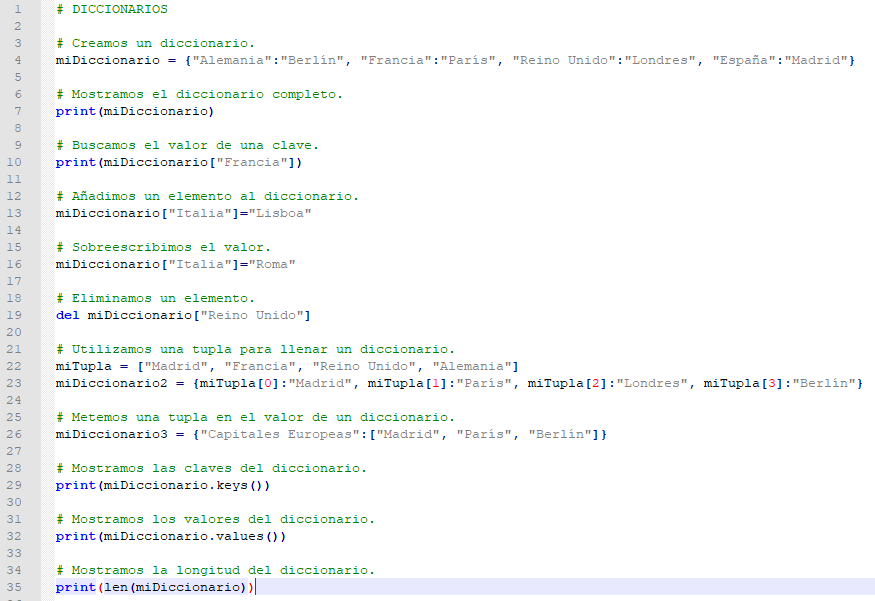 1 # DICCIONARIOS
2
3 # Creamos un diccionario.
4 miDiccionario = {"Alemania":"Berlín", "Francia":"París", "Reino Unido":"Londres", "España":"Madrid"}
5
6 # Mostramos el diccionario completo.
7 print(miDiccionario)
8
9 # Buscamos el valor de una clave.
10 print(miDiccionario["Francia"])
11
12 # Añadimos un elemento al diccionario.
13 miDiccionario["Italia"]="Lisboa"
14
15 # Sobreescribimos el valor.
16 miDiccionario["Italia"]="Roma"
17
18 # Eliminamos un elemento.
19 del miDiccionario["Reino Unido"]
20
21 # Utilizamos una tupla para llenar un diccionario.
22 miTupla = ["Madrid", "Francia", "Reino Unido", "Alemania"]
23 miDiccionario2 = {miTupla[0]:"Madrid", miTupla[1]:"París", miTupla[2]:"Londres", miTupla[3]:"Berlín"}
24
25 # Metemos una tupla en el valor de un diccionario.
26 miDiccionario3 = {"Capitales Europeas":["Madrid", "París", "Berlín"]}
27
28 # Mostramos las claves del diccionario.
29 print(miDiccionario.keys())
30
31 # Mostramos los valores del diccionario.
32 print(miDiccionario.values())
33
34 # Mostramos la longitud del diccionario.
35 print(len(miDiccionario))